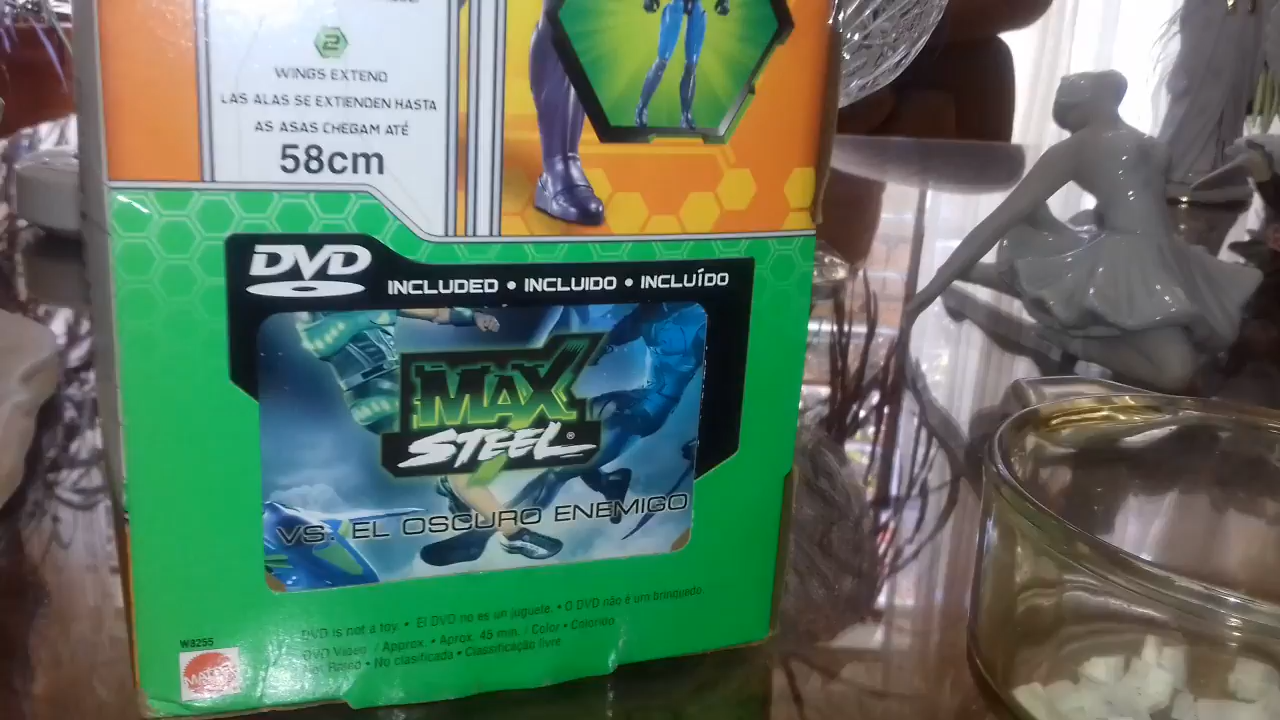 2
WINGS EXTEND
LAS ALAS SE EXTIENDEN HASTA
AS ASAS CHEGAM ATÉ
58cm
DVD INCLUDED • INCLUIDO • INCLUÍDO
MAX
STEEL®
VS. EL OSCURO ENEMIGO
DVD is not a toy. • El DVD no es un juguete. • O DVD não é um brinquedo.
DVD Video / Approx. • Aprox. 45 min. / Color • Colorido
Not Rated • No clasificada • Classificação livre
W8255
MATTEL